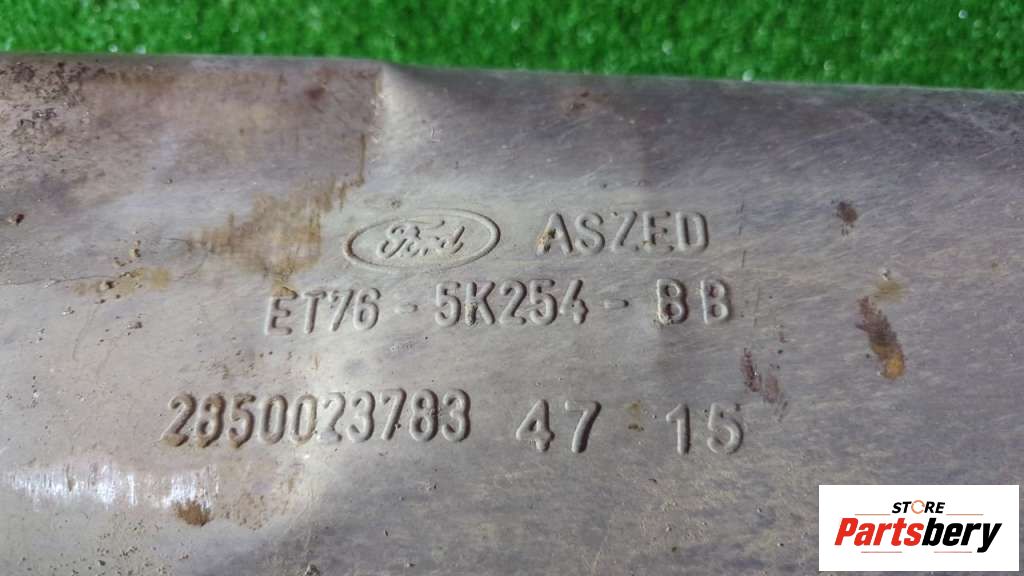 Ford ASZED
ET76-5K254-BB
2850023783 47 15
STORE
Partsbery